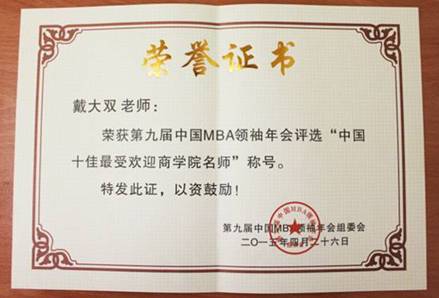 荣誉证书
戴大双 老师：
荣获第九届中国MBA领袖年会评选“中国
十佳最受欢迎商学院名师”称号。
特发此证，以资鼓励！
第九届中国MBA领袖年会组委会
二〇一五年四月二十六日